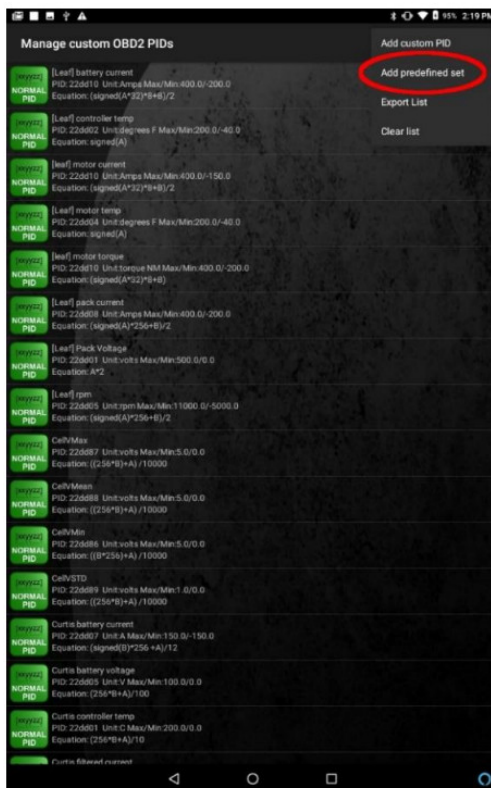 95% 2:19 PM
Manage custom OBD2 PIDs
Add custom PID
Add predefined set
Export List
Clear list
NORMAL PID
[Leaf] battery current
PID: 22dd10 Unit:Amps Max/Min:400.0/-200.0
Equation: (signed(A*32)*8+B)/2
NORMAL PID
[Leaf] controller temp
PID: 22dd02 Unit:degrees F Max/Min:200.0/-40.0
Equation: signed(A)
NORMAL PID
[leaf] motor current
PID: 22dd10 Unit:Amps Max/Min:400.0/-150.0
Equation: (signed(A*32)*8+B)/2
NORMAL PID
[Leaf] motor temp
PID: 22dd04 Unit:degrees F Max/Min:200.0/-40.0
Equation: signed(A)
NORMAL PID
[leaf] motor torque
PID: 22dd10 Unit:torque NM Max/Min:400.0/-200.0
Equation: (signed(A*32)*8+B)
NORMAL PID
[Leaf] pack current
PID: 22dd08 Unit:Amps Max/Min:400.0/-200.0
Equation: (signed(A)*256+B)/2
NORMAL PID
[Leaf] Pack Voltage
PID: 22dd01 Unit:volts Max/Min:500.0/0.0
Equation: A*2
NORMAL PID
[Leaf] rpm
PID: 22dd05 Unit:rpm Max/Min:11000.0/-5000.0
Equation: (signed(A)*256+B)/2
NORMAL PID
CellVMax
PID: 22dd87 Unit:volts Max/Min:5.0/0.0
Equation: ((256*B)+A) /10000
NORMAL PID
CellVMean
PID: 22dd88 Unit:volts Max/Min:5.0/0.0
Equation: ((256*B)+A) /10000
NORMAL PID
CellVMin
PID: 22dd86 Unit:volts Max/Min:5.0/0.0
Equation: ((B*256)+A) /10000
NORMAL PID
CellVSTD
PID: 22dd89 Unit:volts Max/Min:1.0/0.0
Equation: ((256*B)+A) /10000
NORMAL PID
Curtis battery current
PID: 22dd07 Unit:A Max/Min:150.0/-150.0
Equation: (signed(B)*256 +A)/12
NORMAL PID
Curtis battery voltage
PID: 22dd05 Unit:V Max/Min:100.0/0.0
Equation: (256*B+A)/100
NORMAL PID
Curtis controller temp
PID: 22dd01 Unit:C Max/Min:200.0/0.0
Equation: (256*B+A)/10
Curtis filtered current